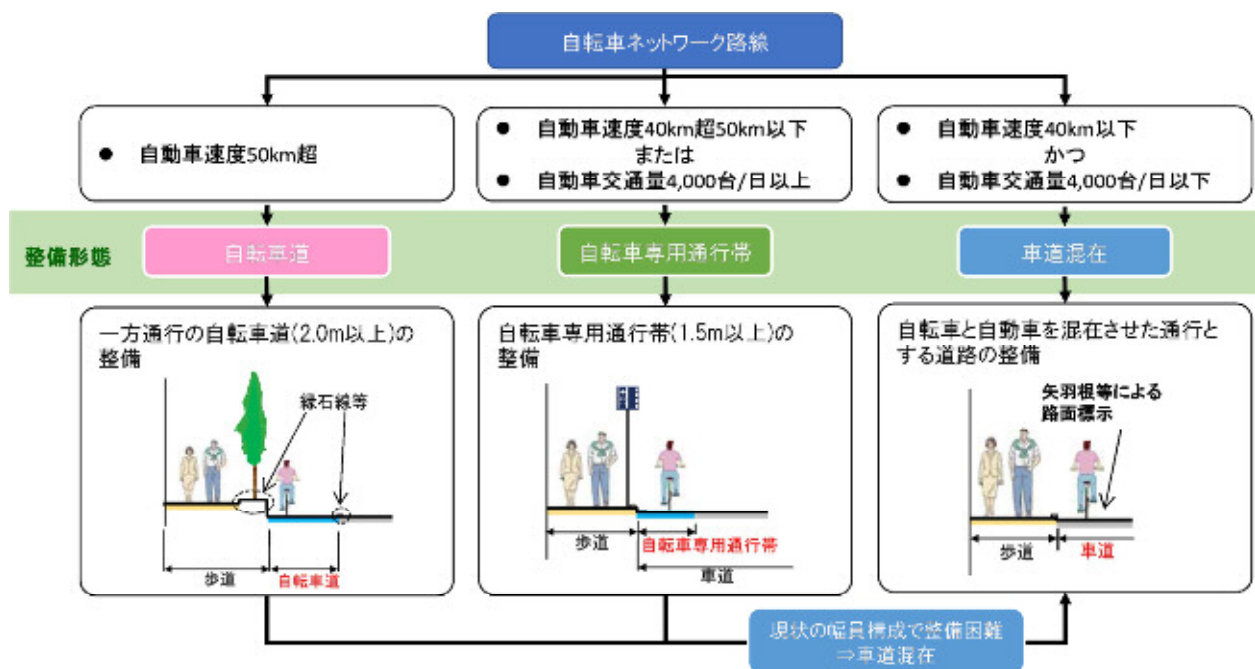 自転車ネットワーク路線
● 自動車速度50km超
● 自動車速度40km超50km以下
または
● 自動車交通量4,000台/日以上
● 自動車速度40km以下
かつ
● 自動車交通量4,000台/日以下
整備形態
自転車道
自転車専用通行帯
車道混在
一方通行の自転車道(2.0m以上)の
整備
縁石線等
歩道
自転車道
自転車専用通行帯(1.5m以上)の
整備
歩道
自転車専用通行帯
車道
自転車と自動車を混在させた通行と
する道路の整備
矢羽根等による
路面標示
歩道
車道
現状の幅員構成で整備困難
⇒車道混在